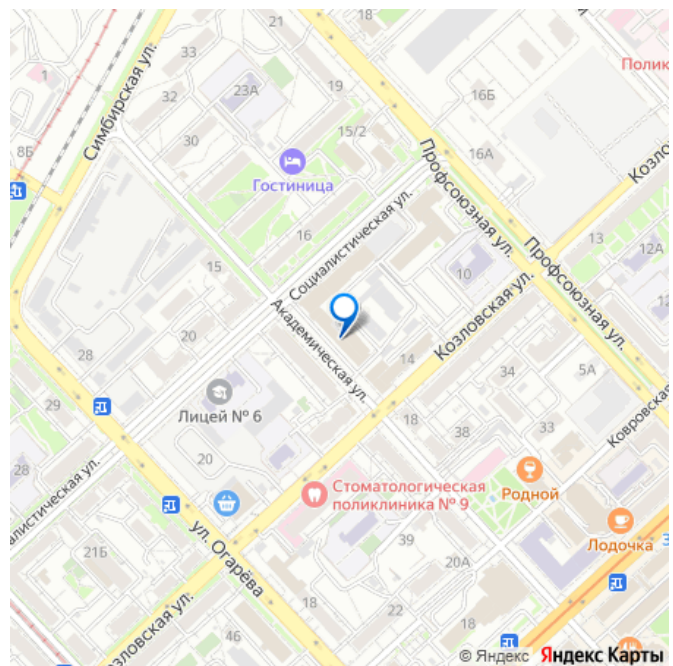 21
33
Симбирская ул.
1
32
23А
19
Полик
16Б
30
15/2
8Б
Гостиница
Профсоюзная ул.
16А
Козло
16
Социалистическая ул.
13
12А
15
10
Профсоюзная ул.
12
20
Академическая ул.
Козловская ул.
28
14
34
5А
29
Лицей № 6
18
38
33
Ковровская
28
20
Стоматологическая
поликлиника № 9
Родной
алистическая ул.
21Б
ул. Огарёва
39
20А
Лодочка
З
18
22
18
озловская ул.
46
© Яндекс Яндекс Карты